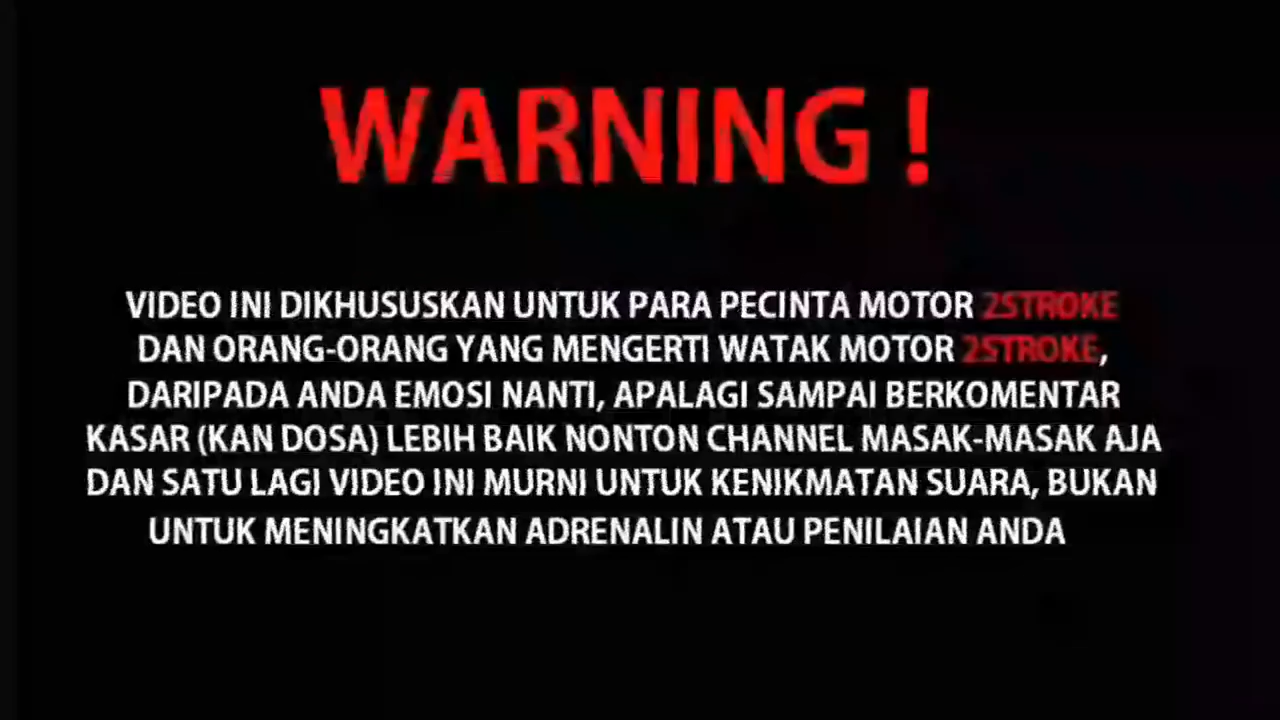 WARNING !
VIDEO INI DIKHUSUSKAN UNTUK PARA PECINTA MOTOR 2STROKE
DAN ORANG-ORANG YANG MENGERTI WATAK MOTOR 2STROKE,
DARIPADA ANDA EMOSI NANTI, APALAGI SAMPAI BERKOMENTAR
KASAR (KAN DOSA) LEBIH BAIK NONTON CHANNEL MASAK-MASAK AJA
DAN SATU LAGI VIDEO INI MURNI UNTUK KENIKMATAN SUARA, BUKAN
UNTUK MENINGKATKAN ADRENALIN ATAU PENILAIAN ANDA